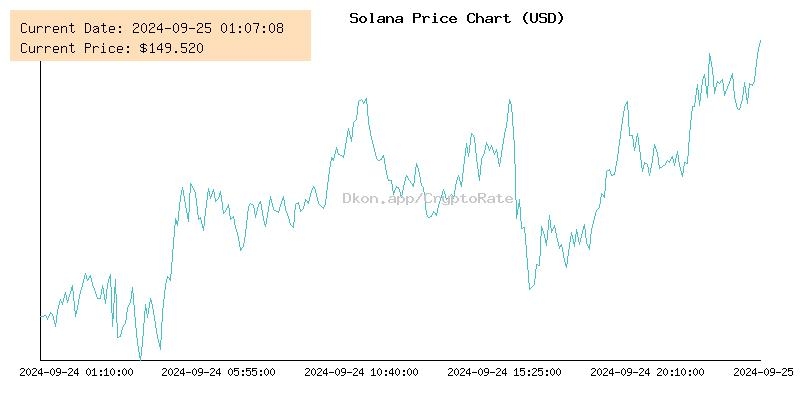 Solana Price Chart (USD)
Current Date: 2024-09-25 01:07:08
Current Price: $149.520
Dkon.app/CryptoRate
2024-09-24 01:10:00 2024-09-24 05:55:00 2024-09-24 10:40:00 2024-09-24 15:25:00 2024-09-24 20:10:00 2024-09-25